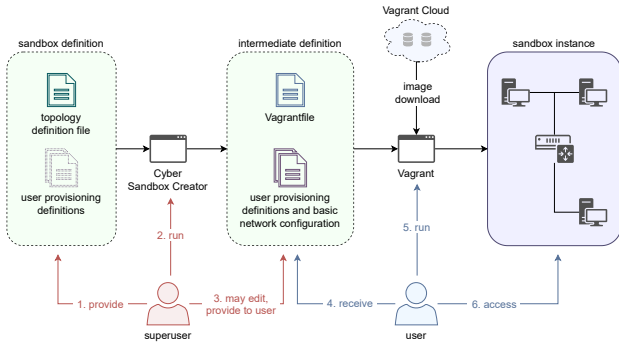 Vagrant Cloud
sandbox definition
intermediate definition
sandbox instance
topology
definition file
user provisioning
definitions
Cyber
Sandbox Creator
Vagrantfile
user provisioning
definitions and basic
network configuration
image
download
Vagrant
2. run
5. run
1. provide
3. may edit,
provide to user
4. receive
6. access
superuser
user